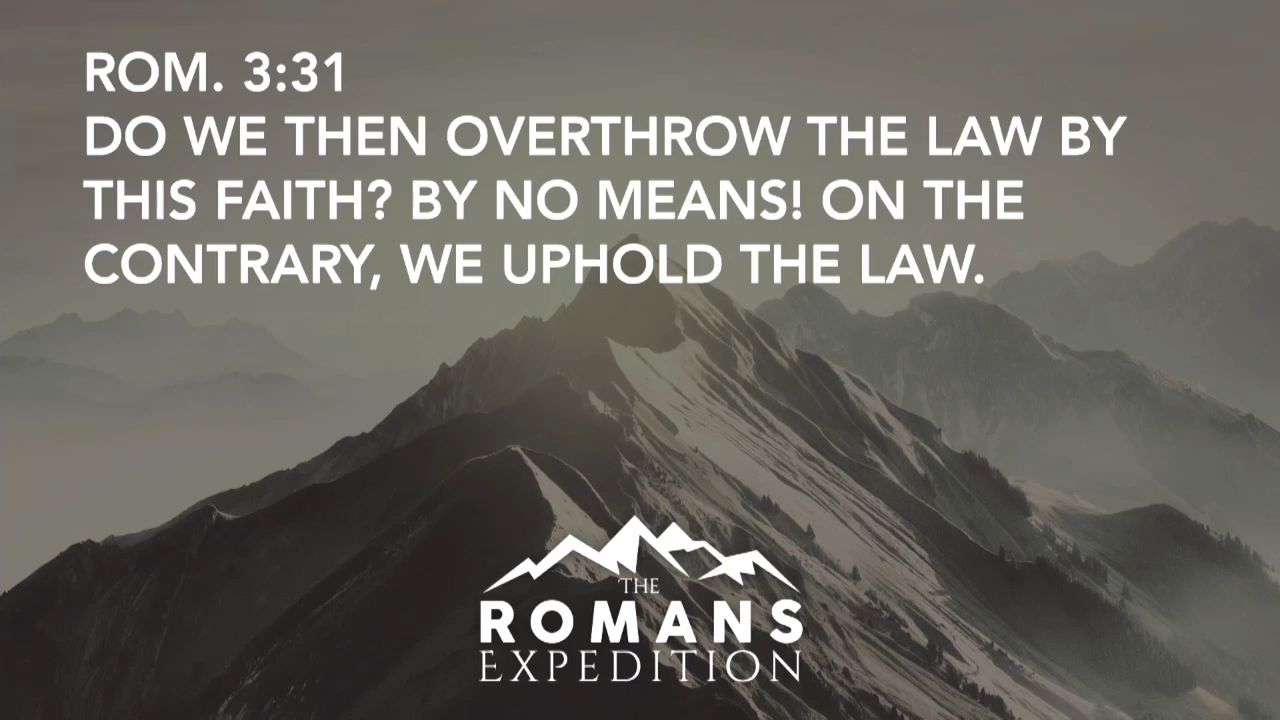 ROM. 3:31
DO WE THEN OVERTHROW THE LAW BY
THIS FAITH? BY NO MEANS! ON THE
CONTRARY, WE UPHOLD THE LAW.
THE
ROMANS
EXPEDITION